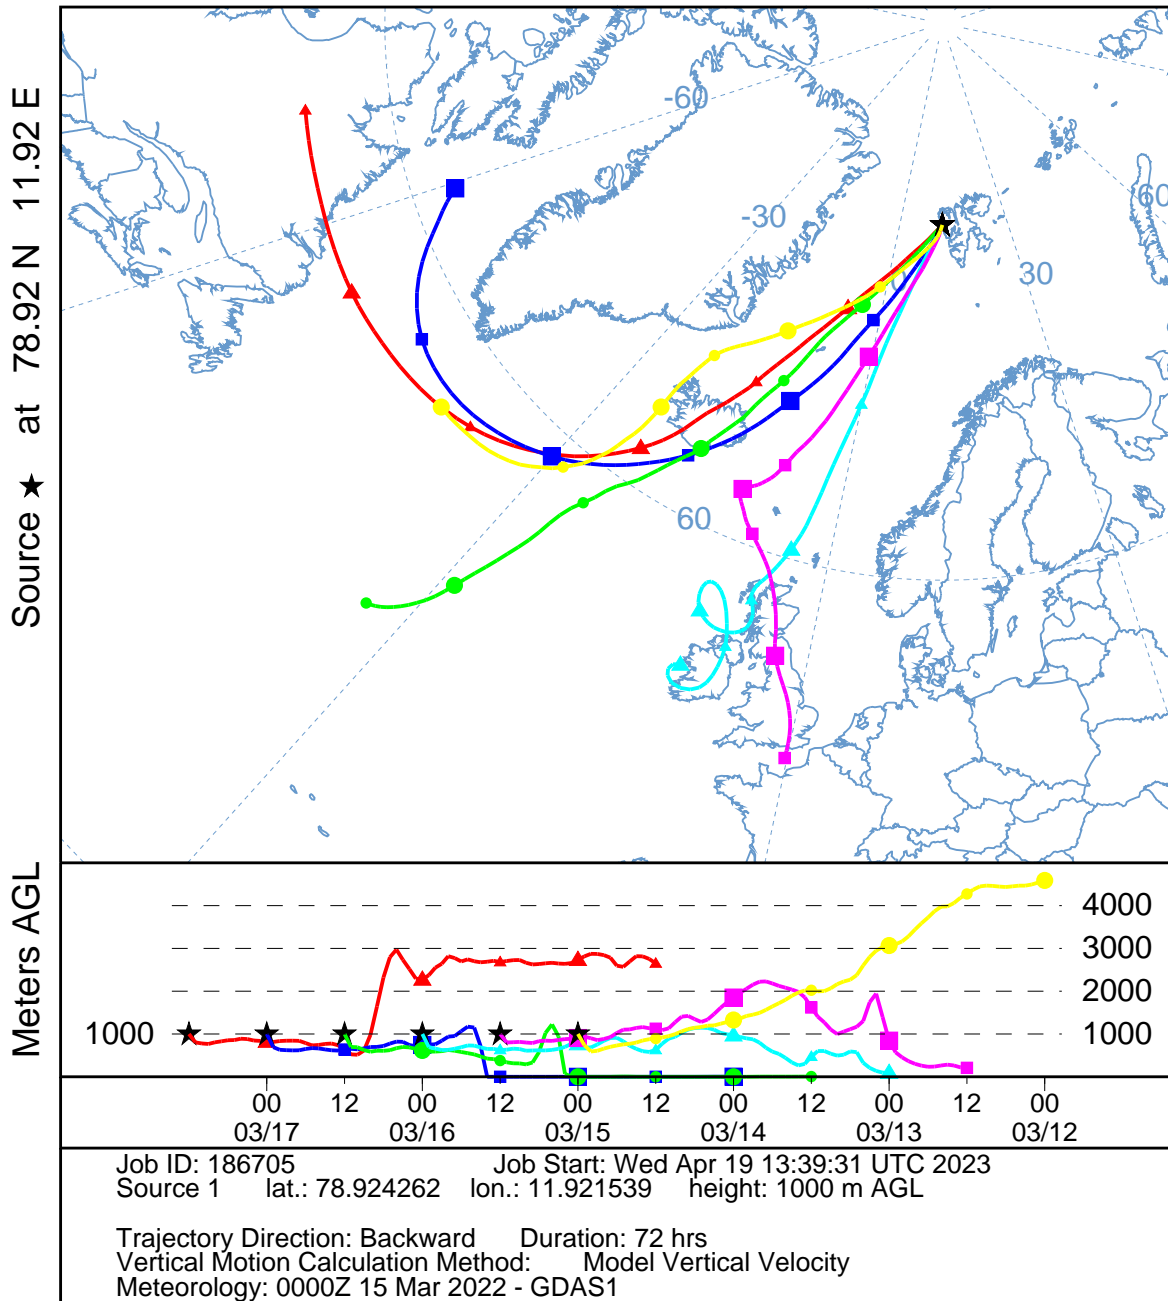 Source ★ at 78.92 N 11.92 E
-60
-30
60
30
0
60
Meters AGL
4000
3000
2000
1000
1000
00 12 00 12 00 12 00 12 00 12 00
03/17 03/16 03/15 03/14 03/13 03/12
Job ID: 186705 Job Start: Wed Apr 19 13:39:31 UTC 2023
Source 1 lat.: 78.924262 lon.: 11.921539 height: 1000 m AGL
Trajectory Direction: Backward Duration: 72 hrs
Vertical Motion Calculation Method: Model Vertical Velocity
Meteorology: 0000Z 15 Mar 2022 - GDAS1